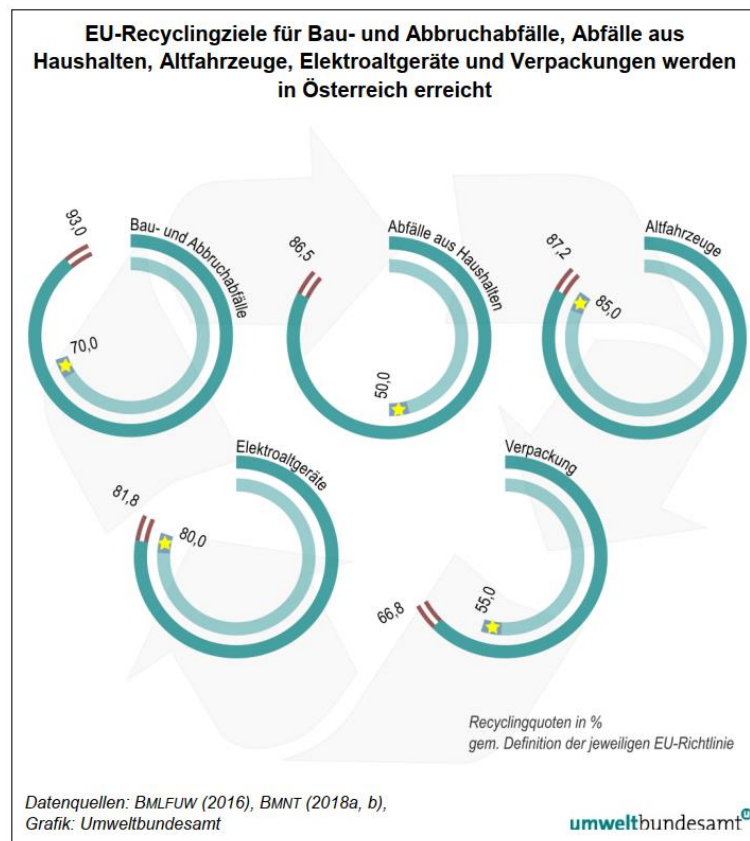 EU-Recyclingziele für Bau- und Abbruchabfälle, Abfälle aus
Haushalten, Altfahrzeuge, Elektroaltgeräte und Verpackungen werden
in Österreich erreicht
93,0
Bau- und Abbruchabfälle
70,0
86,5
Abfälle aus Haushalten
50,0
87,2
Altfahrzeuge
85,0
81,8
Elektroaltgeräte
80,0
66,8
Verpackung
55,0
Recyclingquoten in %
gem. Definition der jeweiligen EU-Richtlinie
Datenquellen: BMLFUW (2016), BMNT (2018a, b),
Grafik: Umweltbundesamt
umweltbundesamt u